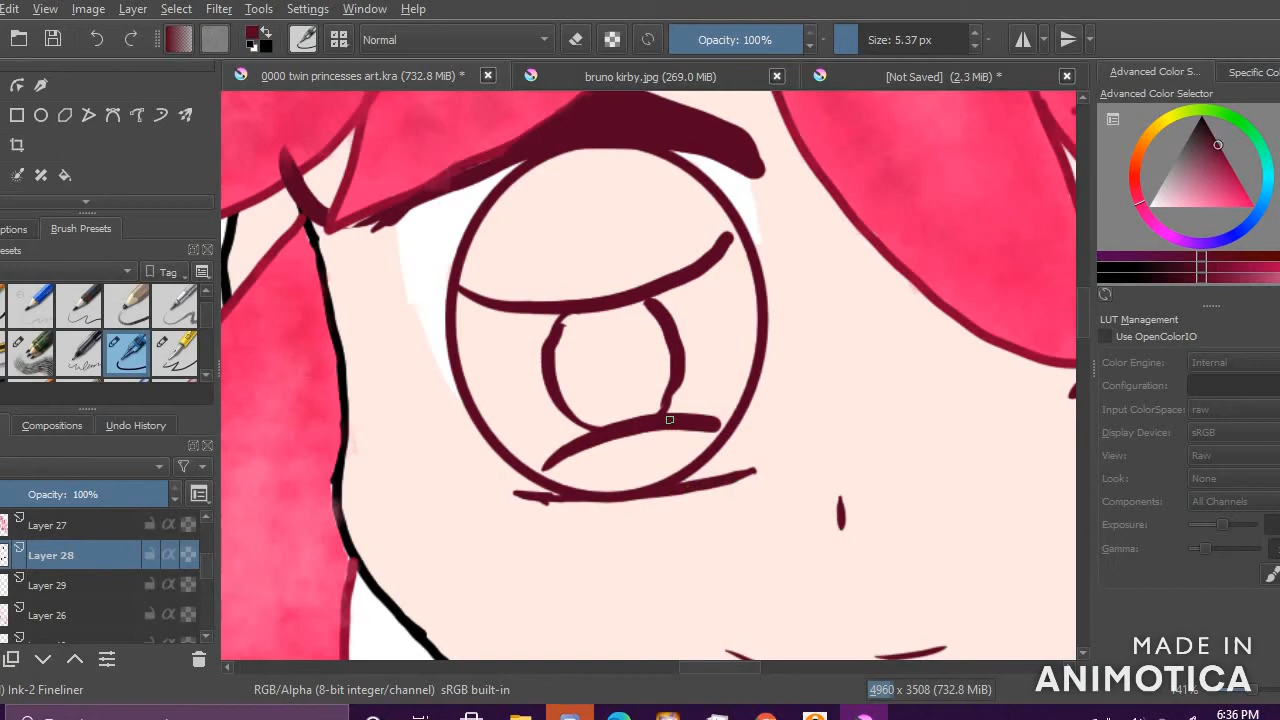 Edit View Image Layer Select Filter Tools Settings Window Help
Normal Opacity: 100% Size: 5.37 px
0000 twin princesses art.kra (732.8 MiB) * bruno kirby.jpg (269.0 MiB) [Not Saved] (2.3 MiB) *
Advanced Color S... Specific Co
Advanced Color Selector
ptions Brush Presets
esets
Tag
Compositions Undo History
Opacity: 100%
Layer 27
Layer 28
Layer 29
Layer 26
LUT Management
Use OpenColorIO
Color Engine: Internal
Configuration:
Input ColorSpace: raw
Display Device: sRGB
View: Raw
Look: None
Components: All Channels
Exposure:
Gamma:
) Ink-2 Fineliner RGB/Alpha (8-bit integer/channel) sRGB built-in 4960 x 3508 (732.8 MiB)
MADE IN
ANIMOTICA
6:36 PM